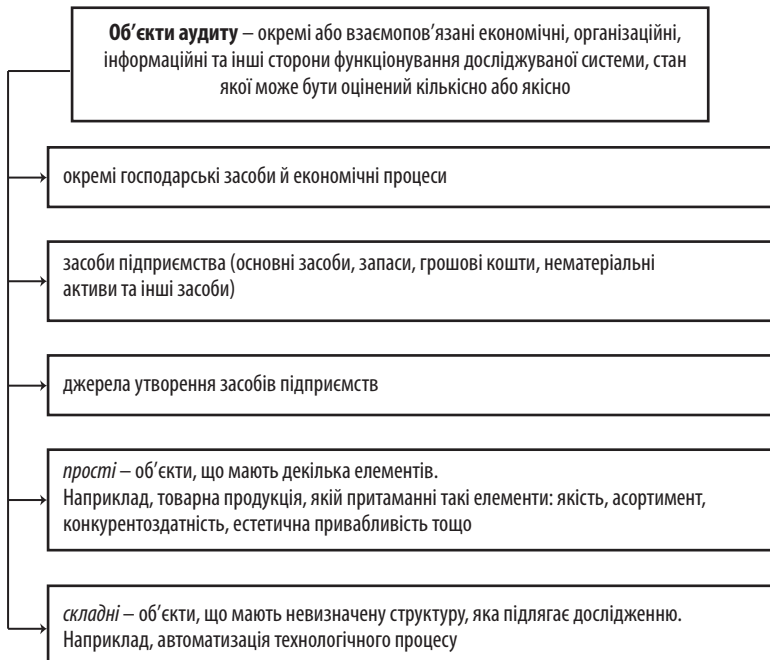 Об’єкти аудиту – окремі або взаємопов’язані економічні, організаційні,
інформаційні та інші сторони функціонування досліджуваної системи, стан
якої може бути оцінений кількісно або якісно
окремі господарські засоби й економічні процеси
засоби підприємства (основні засоби, запаси, грошові кошти, нематеріальні
активи та інші засоби)
джерела утворення засобів підприємств
прості – об’єкти, що мають декілька елементів.
Наприклад, товарна продукція, якій притаманні такі елементи: якість, асортимент,
конкурентоздатність, естетична привабливість тощо
складні – об’єкти, що мають невизначену структуру, яка підлягає дослідженню.
Наприклад, автоматизація технологічного процесу